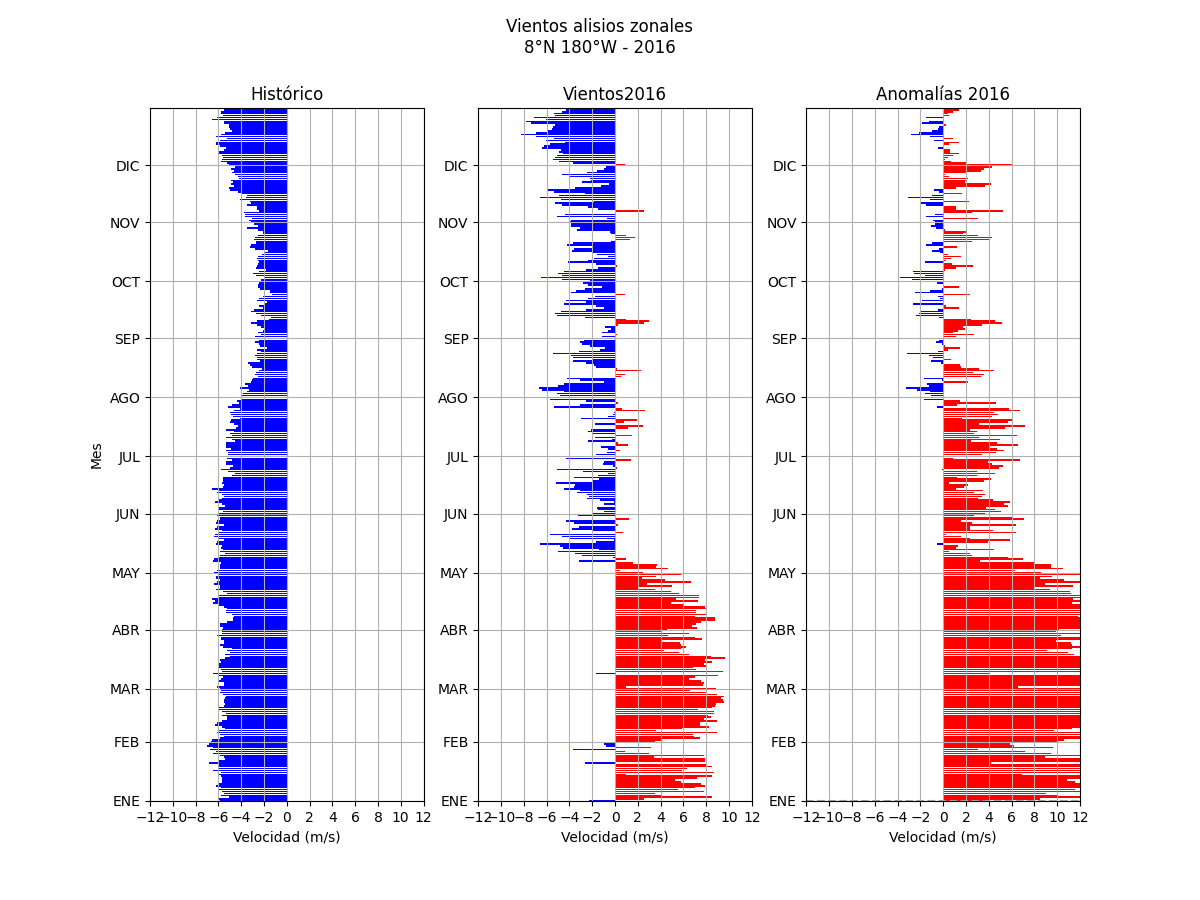 Vientos alisios zonales
8°N 180°W - 2016
Histórico
Vientos2016
Anomalías 2016
Mes
DIC
NOV
OCT
SEP
AGO
JUL
JUN
MAY
ABR
MAR
FEB
ENE
−12 −10 −8 −6 −4 −2 0 2 4 6 8 10 12
Velocidad (m/s)
DIC
NOV
OCT
SEP
AGO
JUL
JUN
MAY
ABR
MAR
FEB
ENE
−12 −10 −8 −6 −4 −2 0 2 4 6 8 10 12
Velocidad (m/s)
DIC
NOV
OCT
SEP
AGO
JUL
JUN
MAY
ABR
MAR
FEB
ENE
−12 −10 −8 −6 −4 −2 0 2 4 6 8 10 12
Velocidad (m/s)